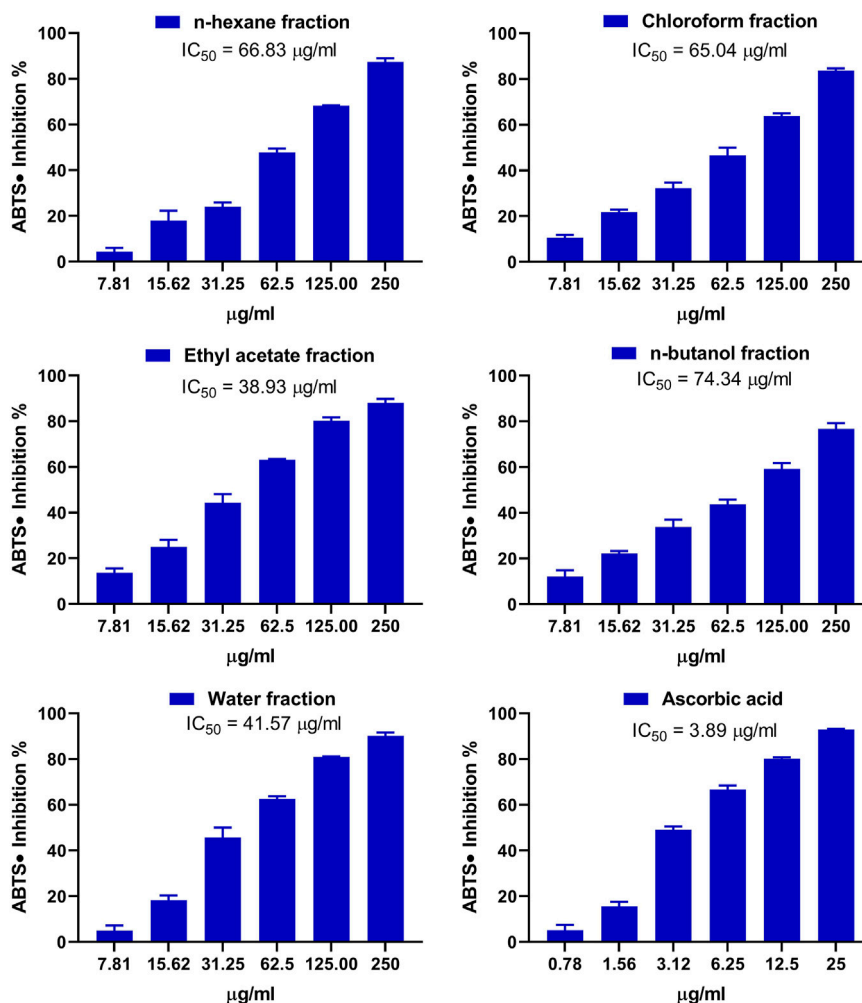 n-hexane fraction
IC50 = 66.83 μg/ml
ABTS● Inhibition %
100
80
60
40
20
0
7.81 15.62 31.25 62.5 125.00 250
μg/ml
Chloroform fraction
IC50 = 65.04 μg/ml
ABTS● Inhibition %
100
80
60
40
20
0
7.81 15.62 31.25 62.5 125.00 250
μg/ml
Ethyl acetate fraction
IC50 = 38.93 μg/ml
ABTS● Inhibition %
100
80
60
40
20
0
7.81 15.62 31.25 62.5 125.00 250
μg/ml
n-butanol fraction
IC50 = 74.34 μg/ml
ABTS● Inhibition %
100
80
60
40
20
0
7.81 15.62 31.25 62.5 125.00 250
μg/ml
Water fraction
IC50 = 41.57 μg/ml
ABTS● Inhibition %
100
80
60
40
20
0
7.81 15.62 31.25 62.5 125.00 250
μg/ml
Ascorbic acid
IC50 = 3.89 μg/ml
ABTS● Inhibition %
100
80
60
40
20
0
0.78 1.56 3.12 6.25 12.5 25
μg/ml